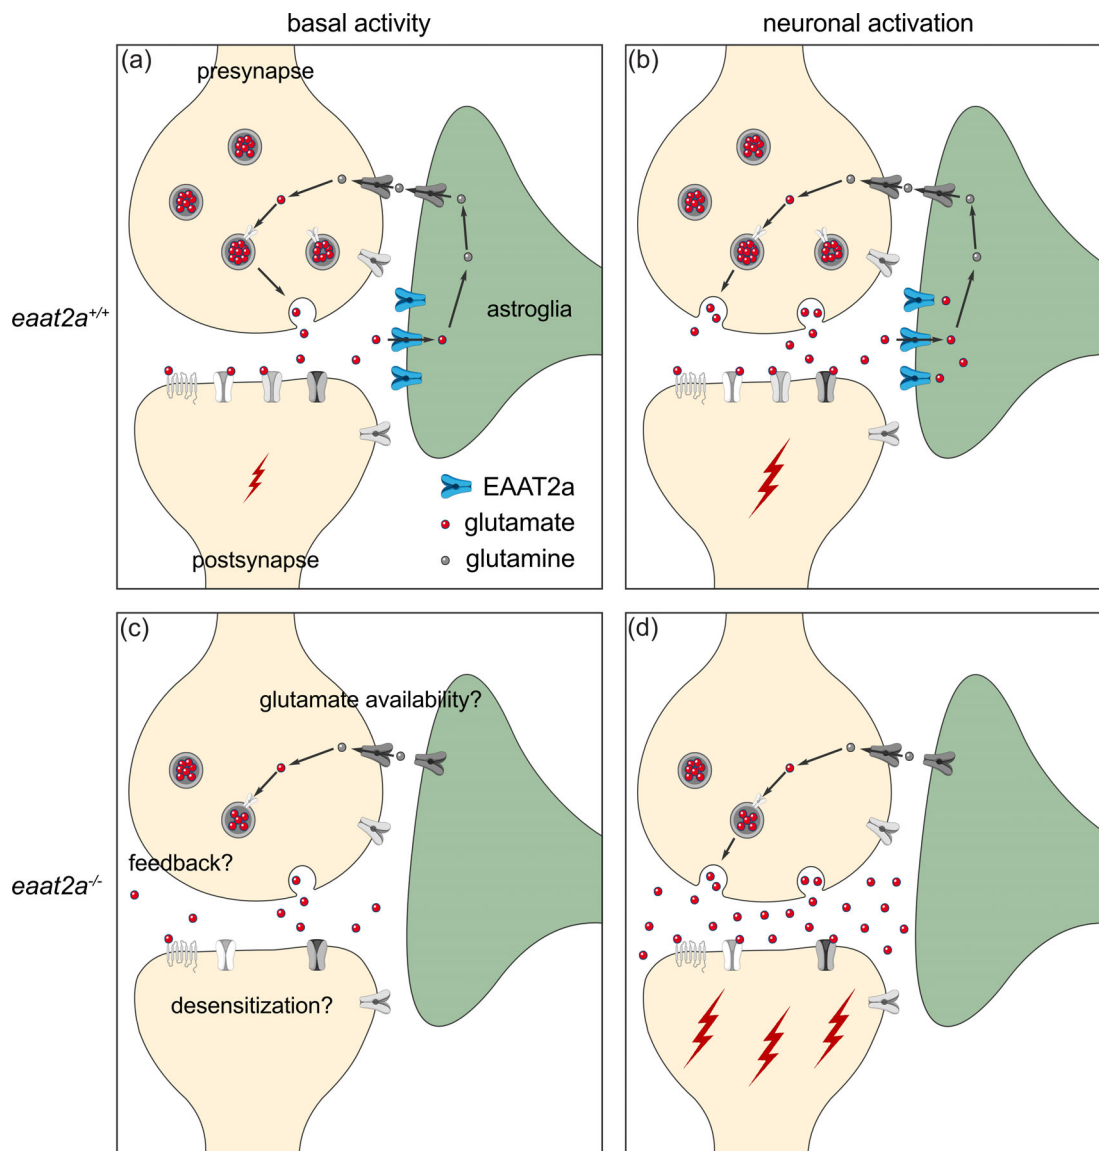 basal activity
neuronal activation
(a)
presynapse
(b)
eaat2a+/+
astroglia
EAAT2a
glutamate
glutamine
postsynapse
(c)
(d)
glutamate availability?
feedback?
eaat2a-/-
desensitization?